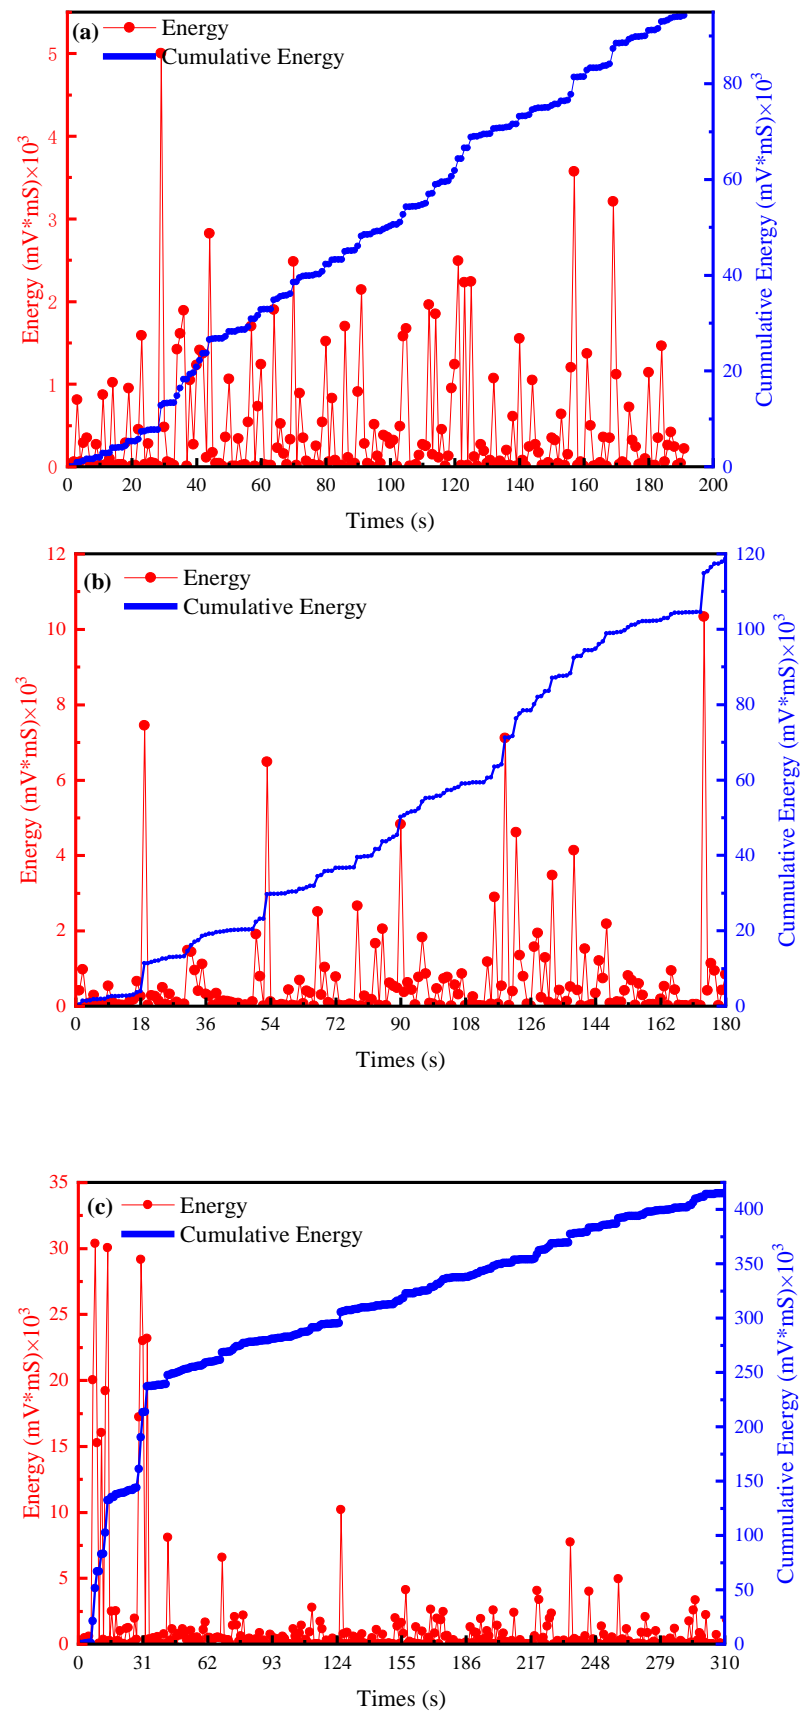 (a)
Energy
Cumulative Energy
5
4
3
2
1
0
Energy (mV*mS)×10³
80
60
40
20
0
Cumnulative Energy (mV*mS)×10³
0 20 40 60 80 100 120 140 160 180 200
Times (s)
(b)
Energy
Cumulative Energy
12
10
8
6
4
2
0
Energy (mV*mS)×10³
120
100
80
60
40
20
0
Cumnulative Energy (mV*mS)×10³
0 18 36 54 72 90 108 126 144 162 180
Times (s)
(c)
Energy
Cumulative Energy
35
30
25
20
15
10
5
0
Energy (mV*mS)×10³
400
350
300
250
200
150
100
50
0
Cumnulative Energy (mV*mS)×10³
0 31 62 93 124 155 186 217 248 279 310
Times (s)